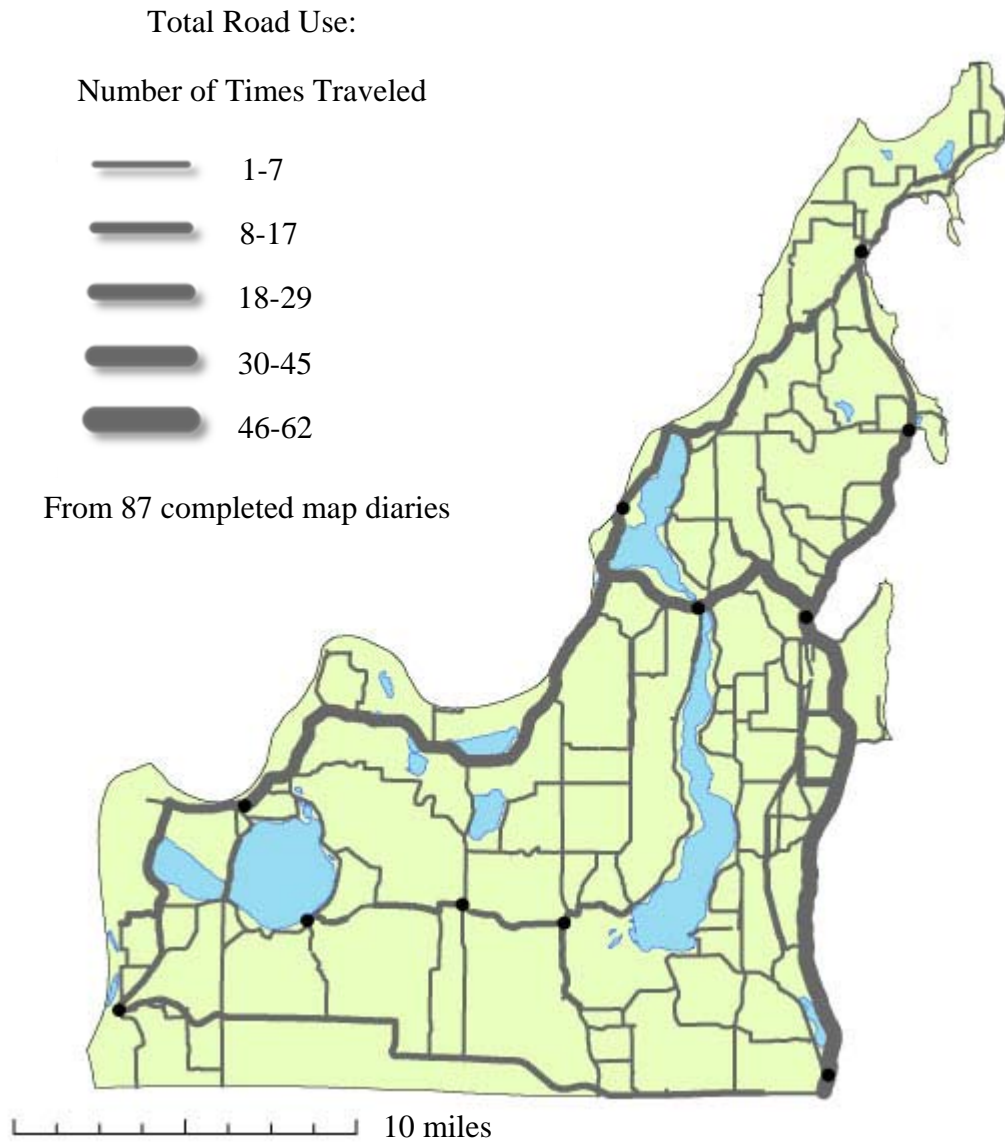 Total Road Use:
Number of Times Traveled
1-7
8-17
18-29
30-45
46-62
From 87 completed map diaries
10 miles